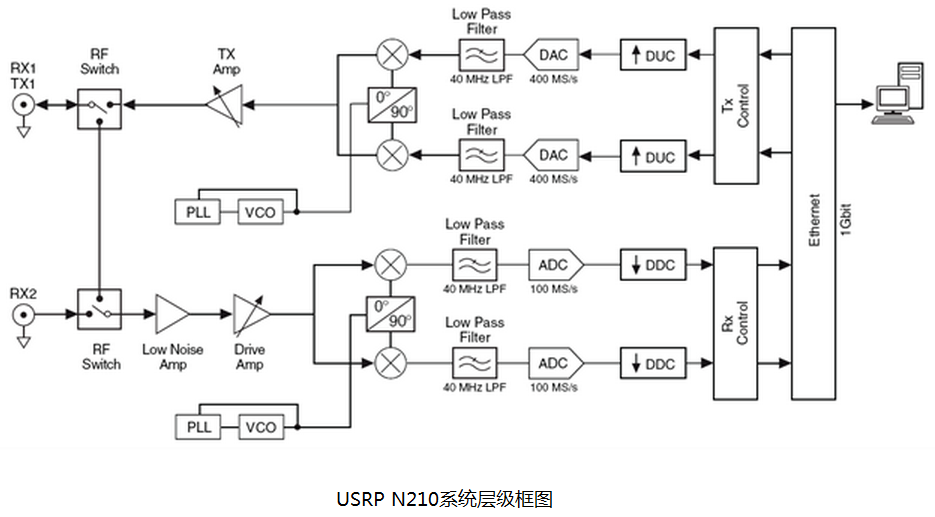 Low Pass
Filter
40 MHz LPF
DAC
400 MS/s
DUC
RF
Switch
TX
Amp
RX1
TX1
0°
90°
Tx
Control
Low Pass
Filter
40 MHz LPF
DAC
400 MS/s
DUC
PLL
VCO
Ethernet
1Gbit
Low Pass
Filter
40 MHz LPF
ADC
100 MS/s
DDC
RX2
RF
Switch
Low Noise
Amp
Drive
Amp
0°
90°
Rx
Control
Low Pass
Filter
40 MHz LPF
ADC
100 MS/s
DDC
PLL
VCO
USRP N210系统层级框图